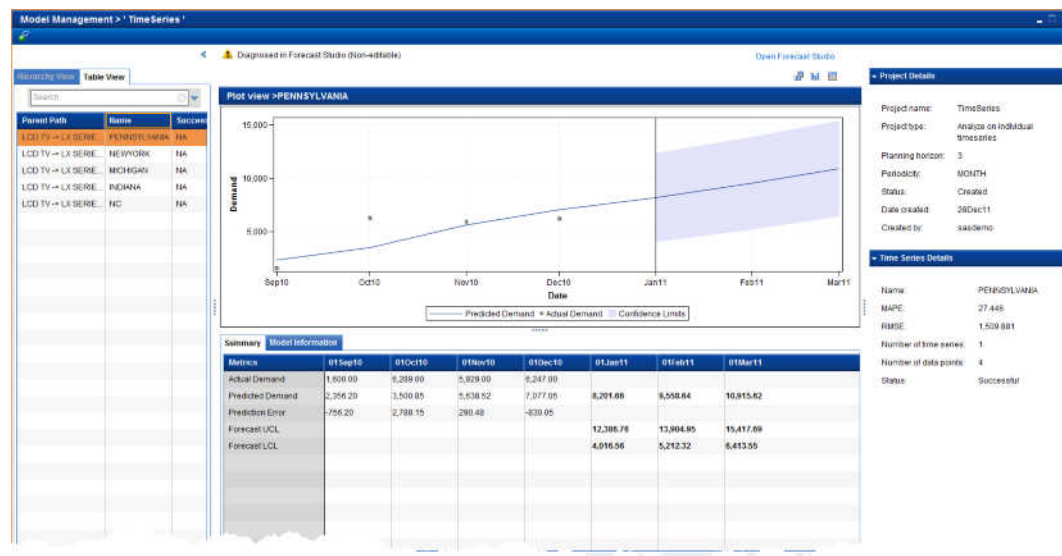 Model Management > ' TimeSeries '
Diagnosed in Forecast Studio (Non-editable)
Open Forecast Studio
Hierarchy View
Table View
Search
Parent Path Name Success
LCD TV -> LX SERIE... PENNSYLVANIA NA
LCD TV -> LX SERIE... NEWYORK NA
LCD TV -> LX SERIE... MICHIGAN NA
LCD TV -> LX SERIE... INDIANA NA
LCD TV -> LX SERIE... NC NA
Plot view >PENNSYLVANIA
15,000
10,000
5,000
Demand
Sep10 Oct10 Nov10 Dec10 Jan11 Feb11 Mar11
Date
Predicted Demand Actual Demand Confidence Limits
Summary Model Information
Metrics 01Sep10 01Oct10 01Nov10 01Dec10 01Jan11 01Feb11 01Mar11
Actual Demand 1,600.00 6,289.00 5,929.00 6,247.00
Predicted Demand 2,356.20 3,500.85 5,638.52 7,077.05 8,201.66 9,558.64 10,915.62
Prediction Error -756.20 2,788.15 290.48 -830.05
Forecast UCL 12,386.76 13,904.95 15,417.69
Forecast LCL 4,016.56 5,212.32 6,413.55
Project Details
Project name: TimeSeries
Project type: Analyze on individual
timeseries
Planning horizon: 3
Periodicity: MONTH
Status: Created
Date created: 26Dec11
Created by: sasdemo
Time Series Details
Name: PENNSYLVANIA
MAPE: 27.446
RMSE: 1,509.881
Number of time series: 1
Number of data points: 4
Status: Successful